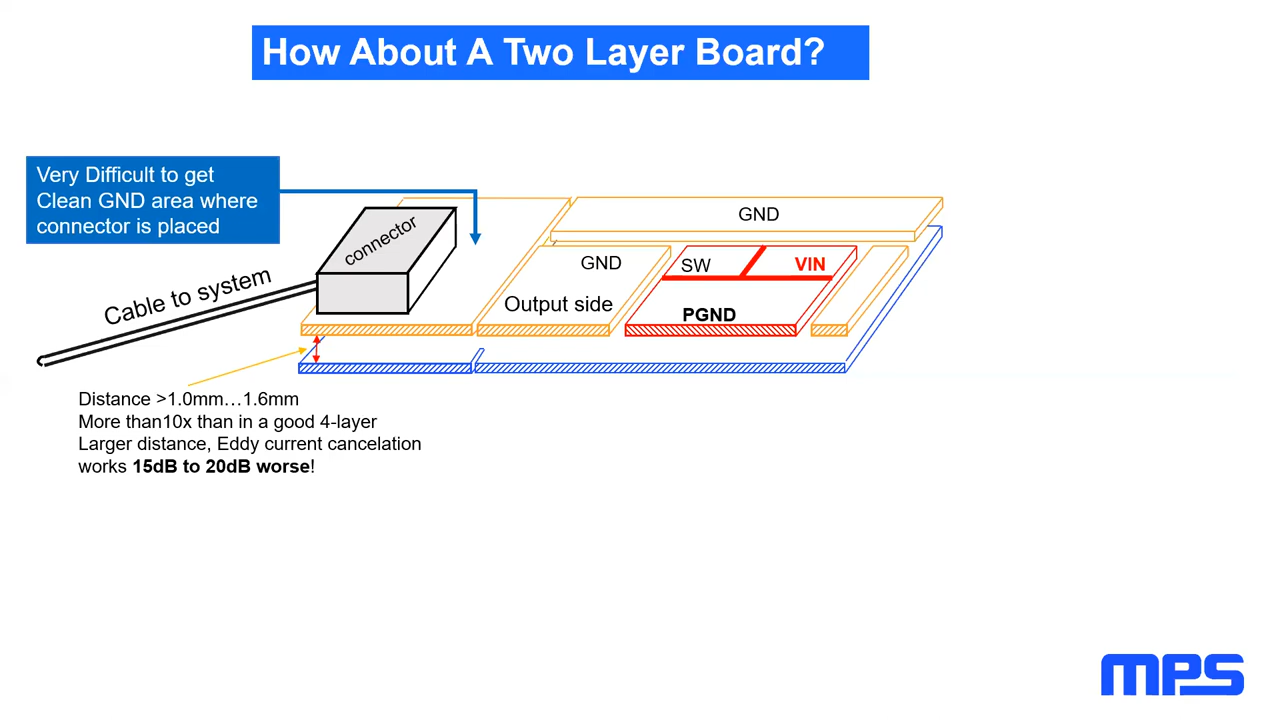 How About A Two Layer Board?
Very Difficult to get
Clean GND area where
connector is placed
connector
Cable to system
GND
GND
Output side
SW
VIN
PGND
Distance >1.0mm…1.6mm
More than10x than in a good 4-layer
Larger distance, Eddy current cancelation
works 15dB to 20dB worse!
MPS